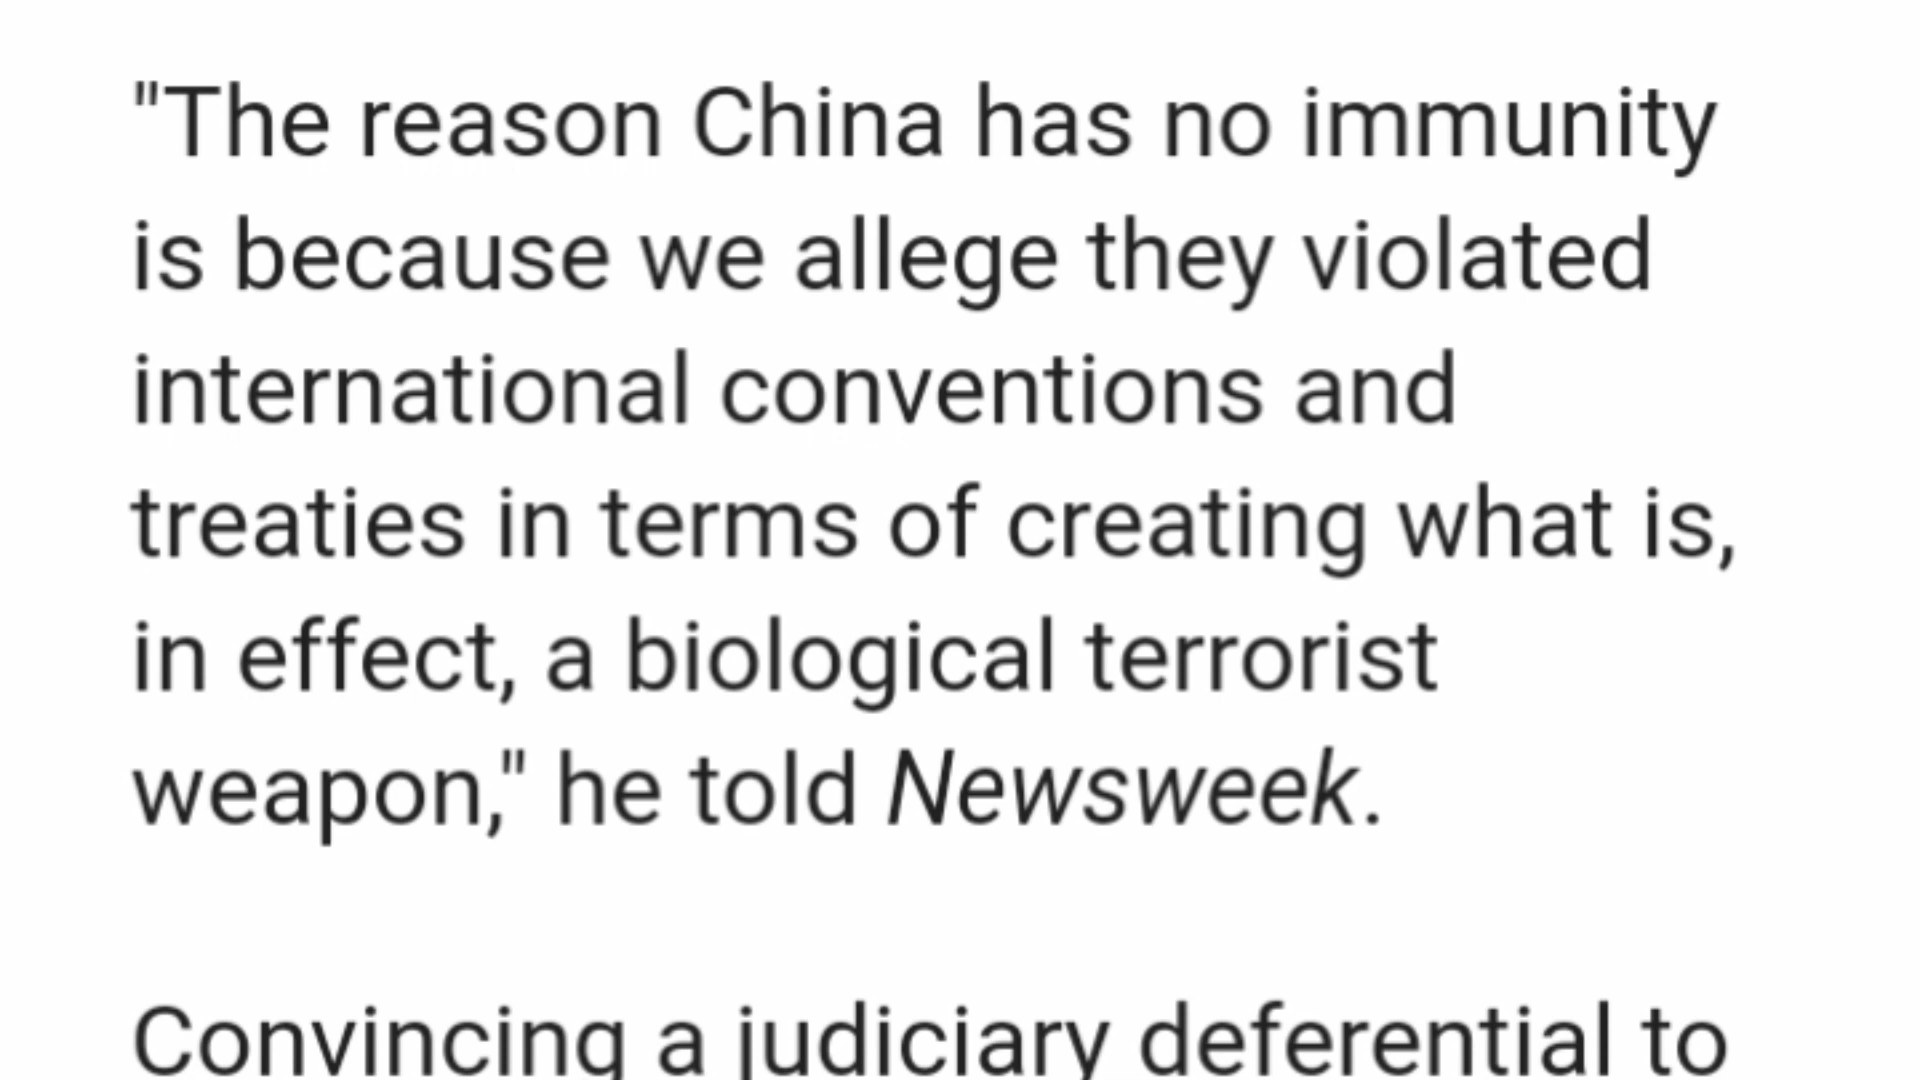 "The reason China has no immunity
is because we allege they violated
international conventions and
treaties in terms of creating what is,
in effect, a biological terrorist
weapon," he told Newsweek.
Convincing a judiciary deferential to